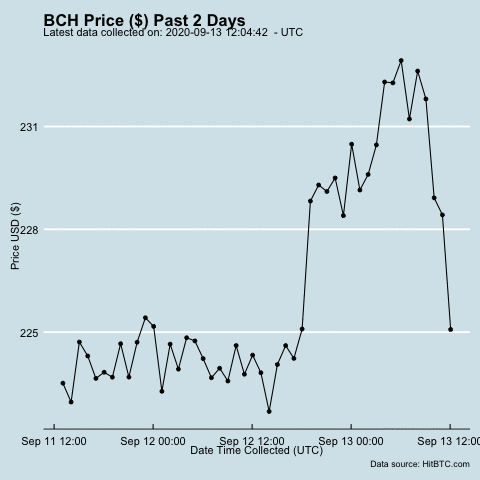 BCH Price ($) Past 2 Days
Latest data collected on: 2020-09-13 12:04:42 - UTC
231
228
225
Price USD ($)
Sep 11 12:00 Sep 12 00:00 Sep 12 12:00 Sep 13 00:00 Sep 13 12:00
Date Time Collected (UTC)
Data source: HitBTC.com